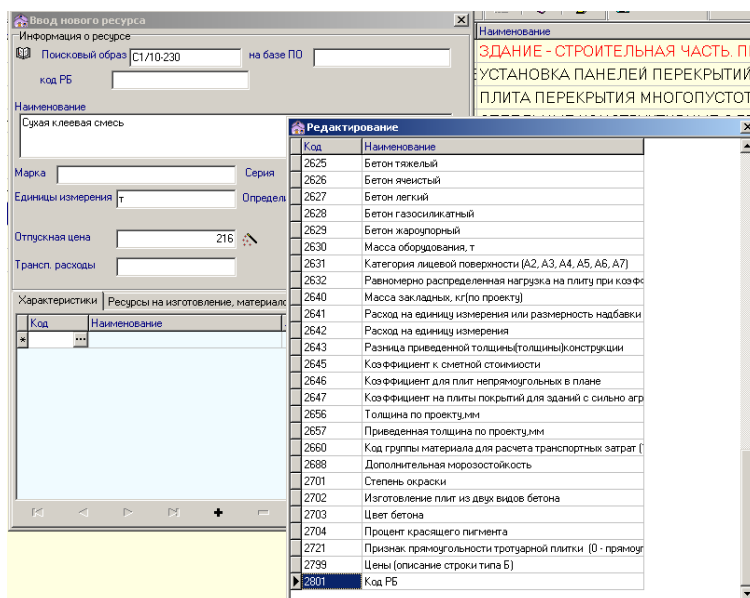 Ввод нового ресурса
Информация о ресурсе
Поисковый образ С1/10-230 на базе ПО
код РБ
Наименование
Сухая клеевая смесь
Марка Серия
Единицы измерения т
Отпускная цена 216
Трансп. расходы
Характеристики Ресурсы на изготовление,
Код Наименование
Наименование
ЗДАНИЕ - СТРОИТЕЛЬНАЯ ЧАСТЬ.
УСТАНОВКА ПАНЕЛЕЙ ПЕРЕКРЫТИЙ
ПЛИТА ПЕРЕКРЫТИЯ
Редактирование
Код Наименование
2625 Бетон тяжелый
2626 Бетон ячеистый
2627 Бетон легкий
2628 Бетон газосиликатный
2629 Бетон жароупорный
2630 Масса оборудования, т
2631 Категория лицевой поверхности (А2, А3, А4, А5, А6, А7)
2632 Равномерно распределенная нагрузка на плиту при
2640 Масса закладных, кг(по проекту)
2641 Расход на единицу измерения или размерность надбавки
2642 Расход на единицу измерения
2643 Разница приведенной толщины(толщины)конструкции
2645 Коэффициент к сметной стоимиости
2646 Коэффициент для плит непрямоугольных в плане
2647 Коэффициент на плиты покрытий для зданий с сильно агр
2656 Толщина по проекту,мм
2657 Приведенная толщина по проекту,мм
2660 Код группы материала для расчета транспортных затрат
2688 Дополнительная морозостойкость
2701 Степень окраски
2702 Изготовление плит из двух видов бетона
2703 Цвет бетона
2704 Процент красящего пигмента
2721 Признак прямоугольности тротуарной плитки (0 - прямоуг
2799 Цены (описание строки типа Б)
2801 Код РБ